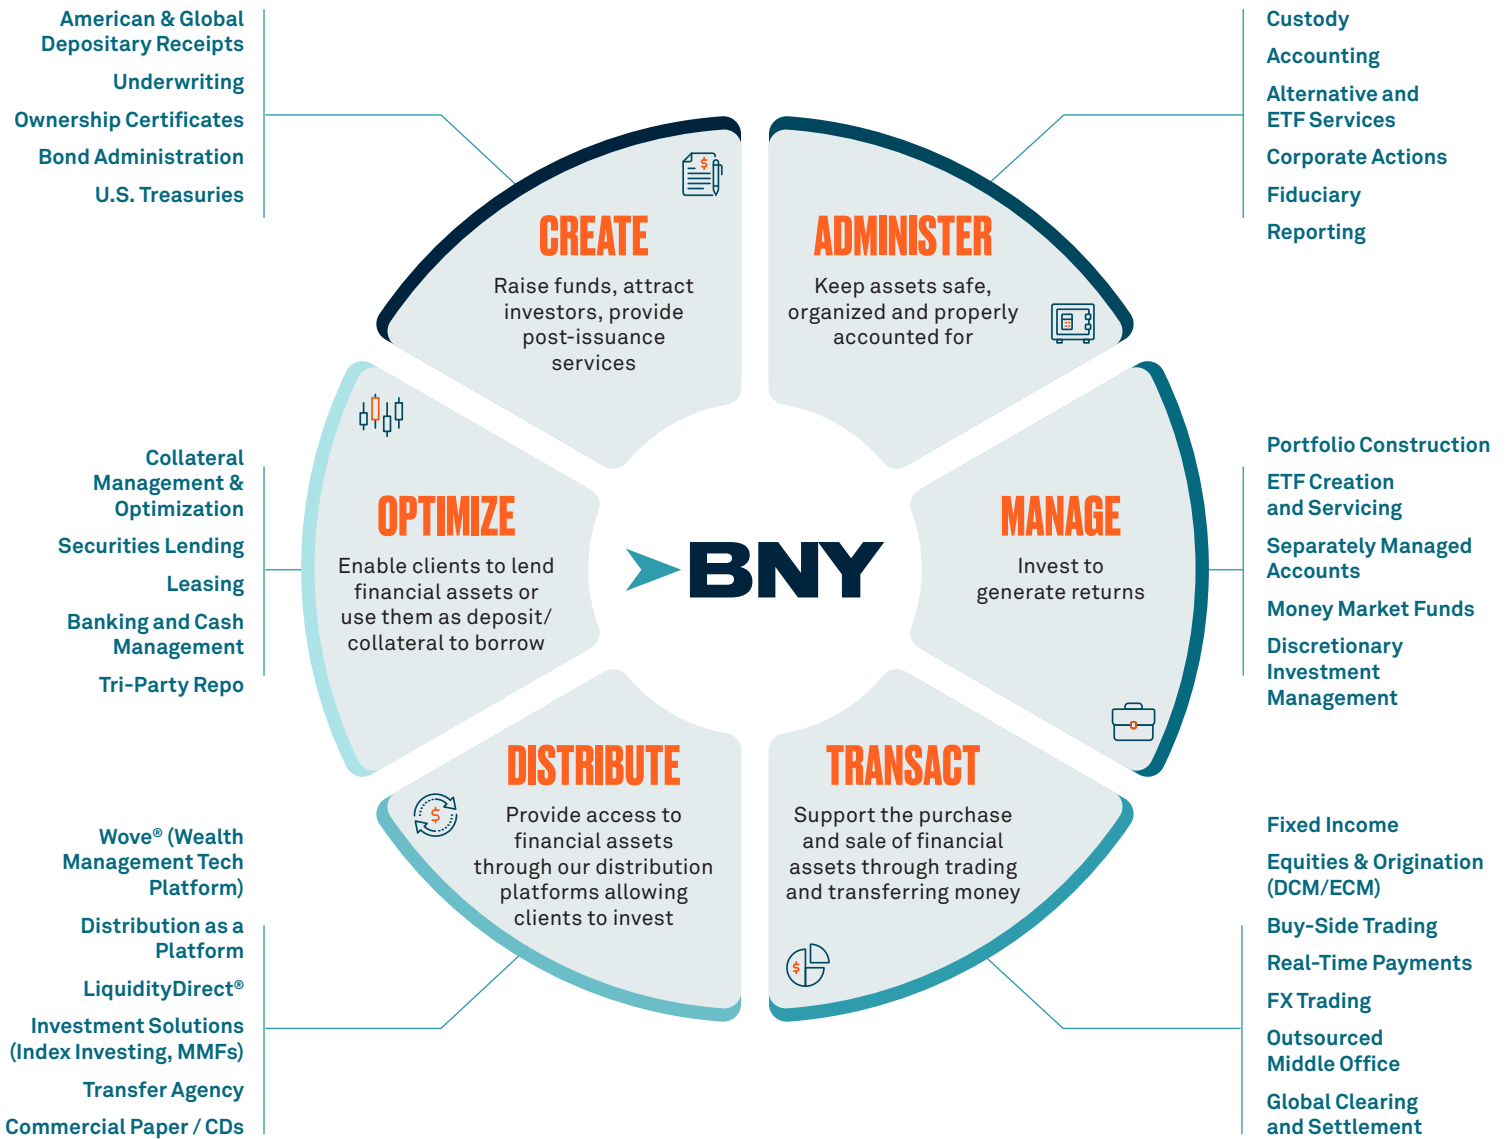 American & Global
Depositary Receipts
Underwriting
Ownership Certificates
Bond Administration
U.S. Treasuries
CREATE
Raise funds, attract
investors, provide
post-issuance
services
ADMINISTER
Keep assets safe,
organized and properly
accounted for
Custody
Accounting
Alternative and
ETF Services
Corporate Actions
Fiduciary
Reporting
Collateral
Management &
Optimization
Securities Lending
Leasing
Banking and Cash
Management
Tri-Party Repo
OPTIMIZE
Enable clients to lend
financial assets or
use them as deposit/
collateral to borrow
BNY
MANAGE
Invest to
generate returns
Portfolio Construction
ETF Creation
and Servicing
Separately Managed
Accounts
Money Market Funds
Discretionary
Investment
Management
Wove® (Wealth
Management Tech
Platform)
Distribution as a
Platform
LiquidityDirect®
Investment Solutions
(Index Investing, MMFs)
Transfer Agency
Commercial Paper / CDs
DISTRIBUTE
Provide access to
financial assets
through our distribution
platforms allowing
clients to invest
TRANSACT
Support the purchase
and sale of financial
assets through trading
and transferring money
Fixed Income
Equities & Origination
(DCM/ECM)
Buy-Side Trading
Real-Time Payments
FX Trading
Outsourced
Middle Office
Global Clearing
and Settlement